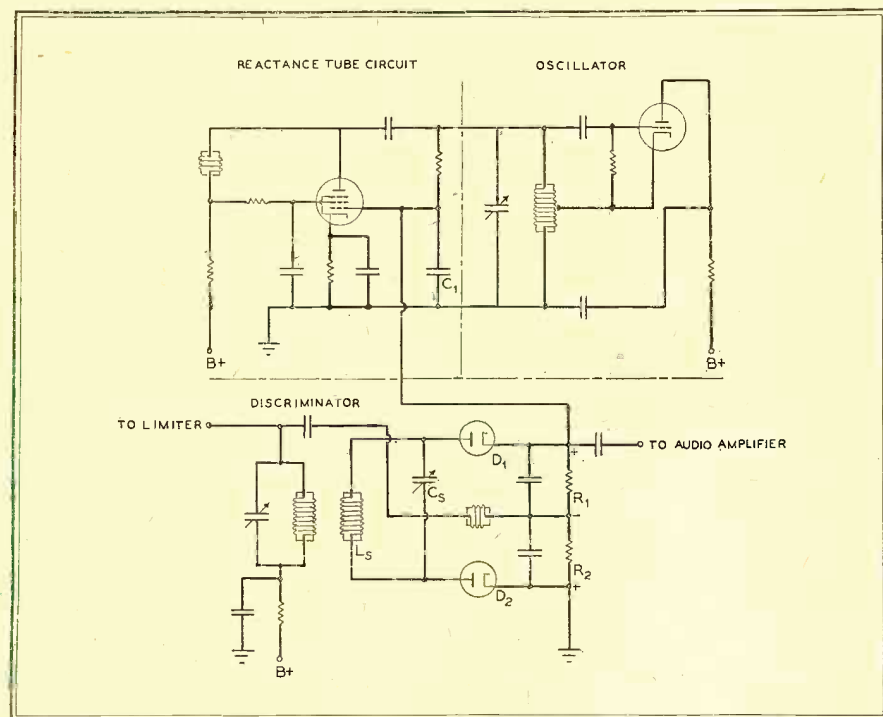 REACTANCE TUBE CIRCUIT
OSCILLATOR
C₁
B+
B+
DISCRIMINATOR
TO LIMITER
D₁
TO AUDIO AMPLIFIER
+
Cₛ
R₁
-
Lₛ
R₂
D₂
+
B+